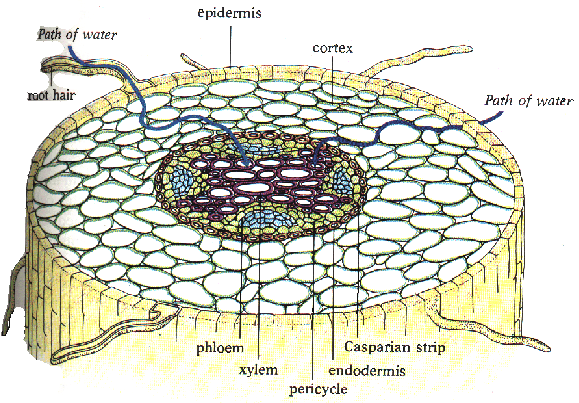 epidermis
Path of water
cortex
root hair
Path of water
phloem
Casparian strip
xylem
endodermis
pericycle